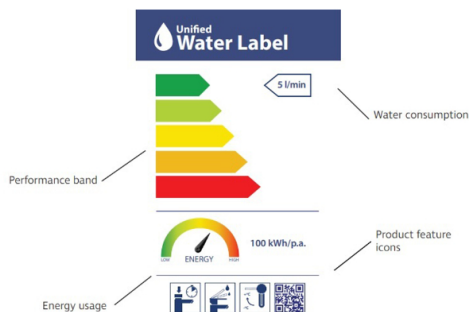 Unified
Water Label
5 l/min
Water consumption
Performance band
100 kWh/p.a.
LOW
ENERGY
HIGH
Product feature
icons
Energy usage